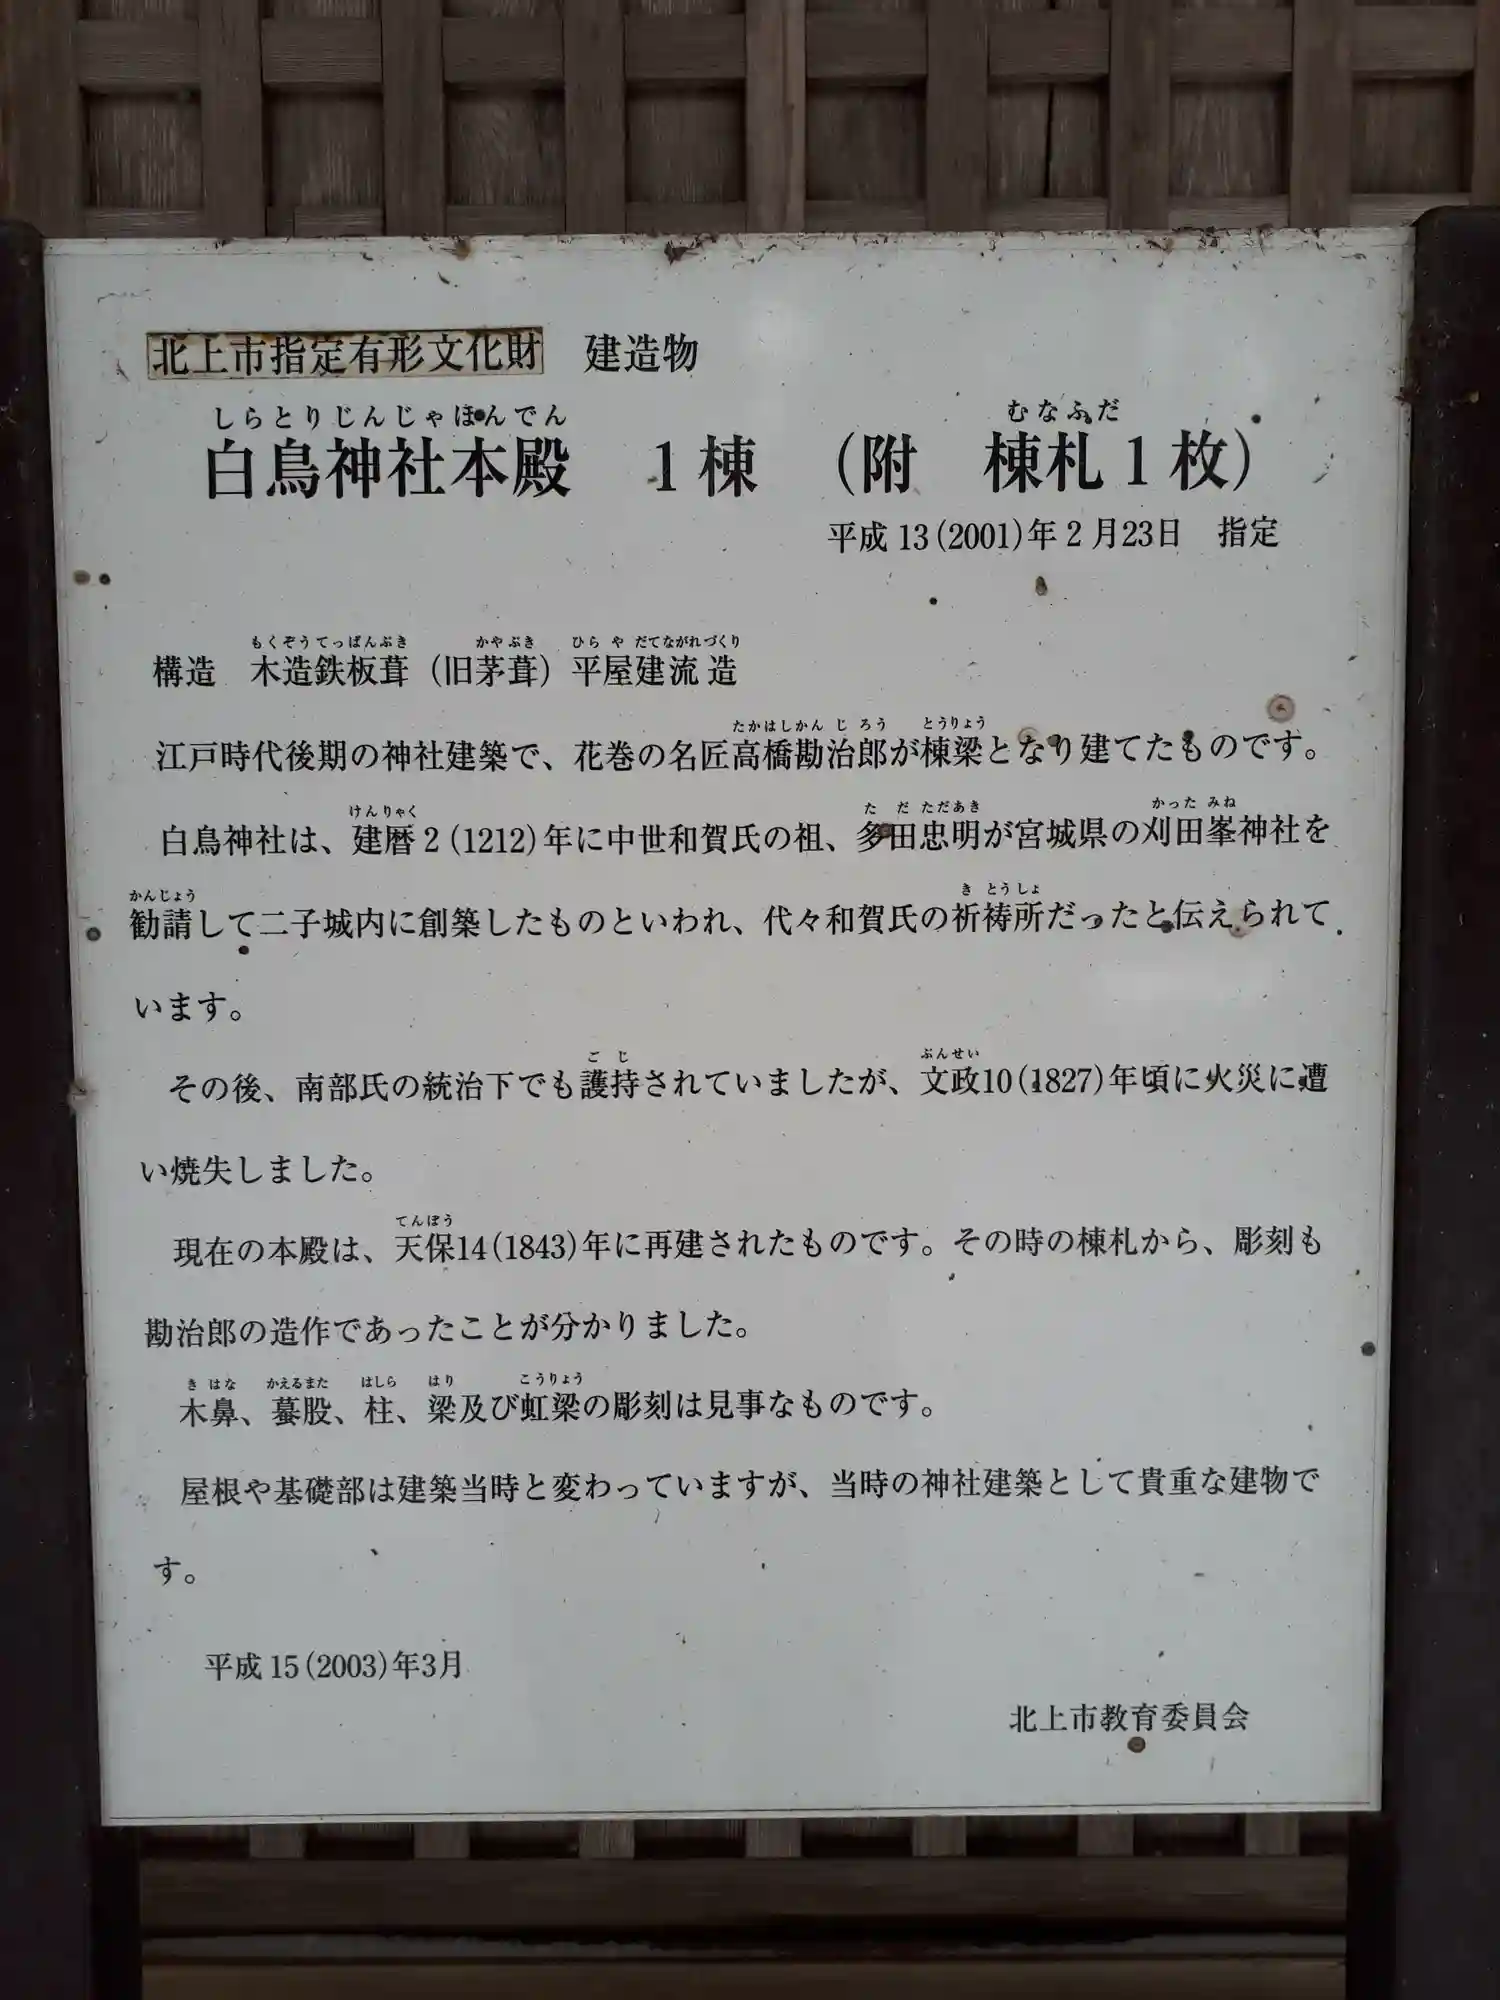 北上市指定有形文化財　建造物
しらとりじんじゃほんでん　むなふだ
白鳥神社本殿　1棟　（附　棟札1枚）
平成13(2001)年2月23日　指定
もくぞうてっぱんぶき　かやぶき　ひら や だてながれづくり
構造　木造鉄板葺（旧茅葺）平屋建流造
たかはしかん じ ろう　とうりょう
江戸時代後期の神社建築で、花巻の名匠高橋勘治郎が棟梁となり建てたものです。
けんりゃく　た だ ただあき　かった みね
白鳥神社は、建暦2(1212)年に中世和賀氏の祖、多田忠明が宮城県の刈田峯神社を
かんじょう　き とうしょ
勧請して二子城内に創築したものといわれ、代々和賀氏の祈祷所だったと伝えられて
います。
ご じ　ぶんせい
その後、南部氏の統治下でも護持されていましたが、文政10(1827)年頃に火災に遭
い焼失しました。
てんぽう
現在の本殿は、天保14(1843)年に再建されたものです。その時の棟札から、彫刻も
勘治郎の造作であったことが分かりました。
き はな　かえるまた　はしら　はり　こうりょう
木鼻、蟇股、柱、梁及び虹梁の彫刻は見事なものです。
屋根や基礎部は建築当時と変わっていますが、当時の神社建築として貴重な建物で
す。
平成15(2003)年3月
北上市教育委員会